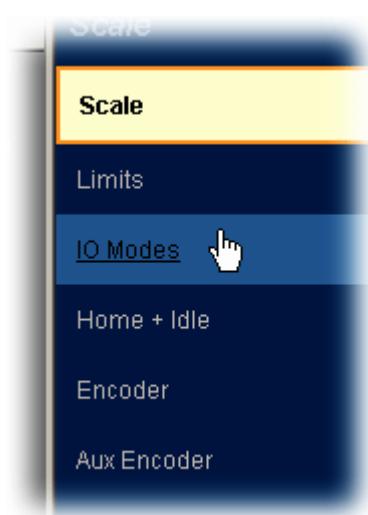 Scale
Scale
Limits
IO Modes
Home + Idle
Encoder
Aux Encoder